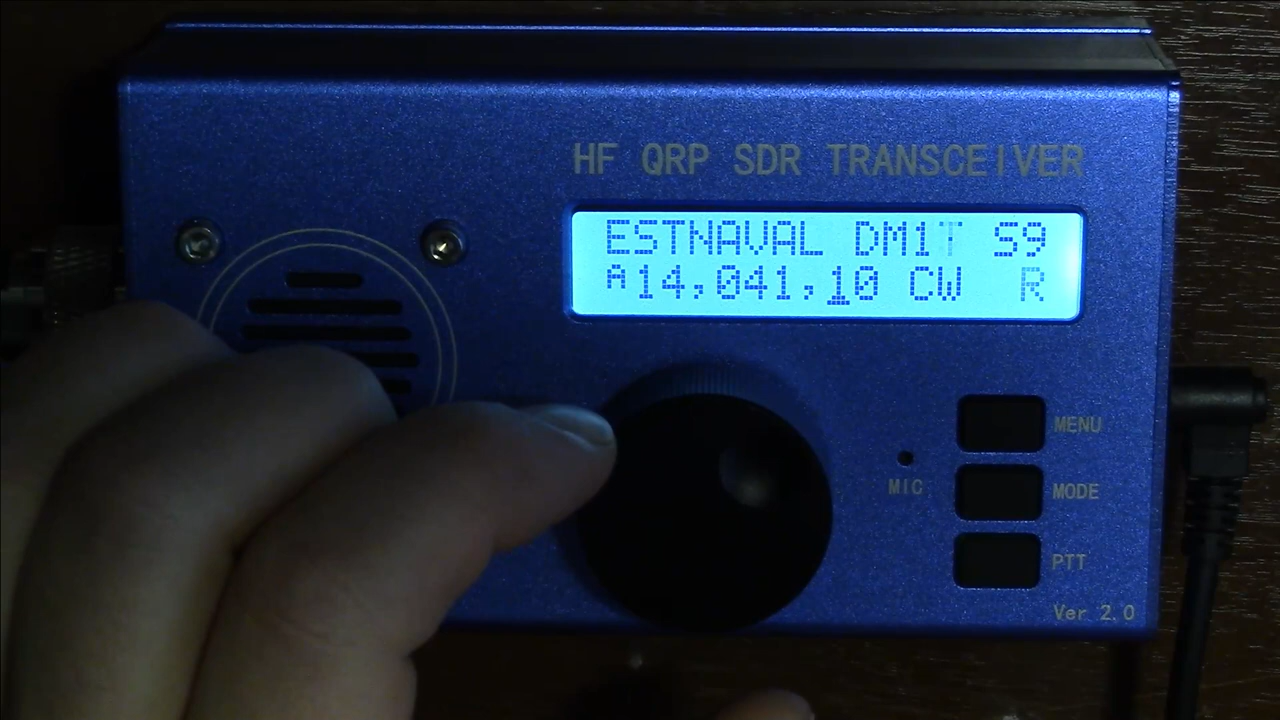 HF QRP SDR TRANSCEIVER
ESTNAVAL DM1T S9
A14,041,10 CW R
MENU
MIC
MODE
PTT
Ver 2.0